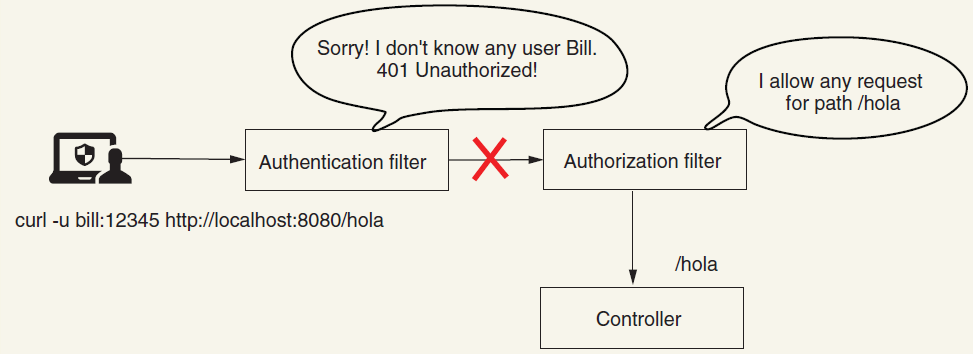 Sorry! I don't know any user Bill.
401 Unauthorized!
I allow any request
for path /hola
Authentication filter
Authorization filter
curl -u bill:12345 http://localhost:8080/hola
/hola
Controller